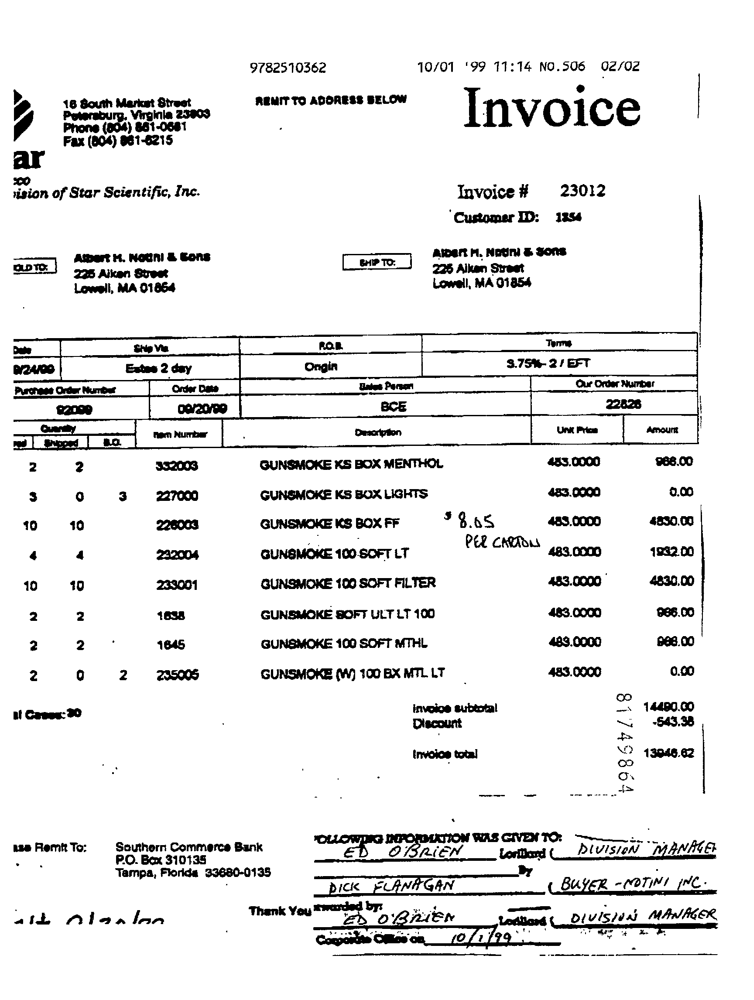 9782510362 10/01 '99 11:14 NO.506 02/02
16 South Market Street
Petersburg, Virginia 23803
Phone (804) 861-0681
Fax (804) 861-6215
REMIT TO ADDRESS BELOW
Invoice
ar
cco
vision of Star Scientific, Inc.
Invoice # 23012
Customer ID: 1854
OLD TO:
Albert H. Notini & Sons
225 Aiken Street
Lowell, MA 01854
SHIP TO:
Albert H. Notini & Sons
225 Aiken Street
Lowell, MA 01854
Date Ship Via F.O.B. Terms
9/24/99 Estes 2 day Origin 3.75%- 2 / EFT
Purchase Order Number Order Date Sales Person Our Order Number
92099 09/20/99 BCE 22826
Quantity Item Number Description Unit Price Amount
red Shipped B.O.
2 2 332003 GUNSMOKE KS BOX MENTHOL 483.0000 966.00
3 0 3 227000 GUNSMOKE KS BOX LIGHTS 483.0000 0.00
10 10 226003 GUNSMOKE KS BOX FF $ 8.05 483.0000 4830.00
PER CARTON
4 4 232004 GUNSMOKE 100 SOFT LT 483.0000 1932.00
10 10 233001 GUNSMOKE 100 SOFT FILTER 483.0000 4830.00
2 2 1638 GUNSMOKE SOFT ULT LT 100 483.0000 966.00
2 2 1645 GUNSMOKE 100 SOFT MTHL 483.0000 966.00
2 0 2 235005 GUNSMOKE (W) 100 BX MTL LT 483.0000 0.00
al Cases: 30
Invoice subtotal 14490.00
Discount -543.38
Invoice total 13946.62
81749864
ase Remit To: Southern Commerce Bank
P.O. Box 310135
Tampa, Florida 33680-0135
Thank You
OLLOWING INFORMATION WAS GIVEN TO:
ED O'BRIEN Lorillard ( DIVISION MANAGER
By
DICK FLANAGAN ( BUYER - NOTINI INC.
warded by:
ED O'BRIEN Lorillard ( DIVISION MANAGER
Corporate Office on 10/1/99